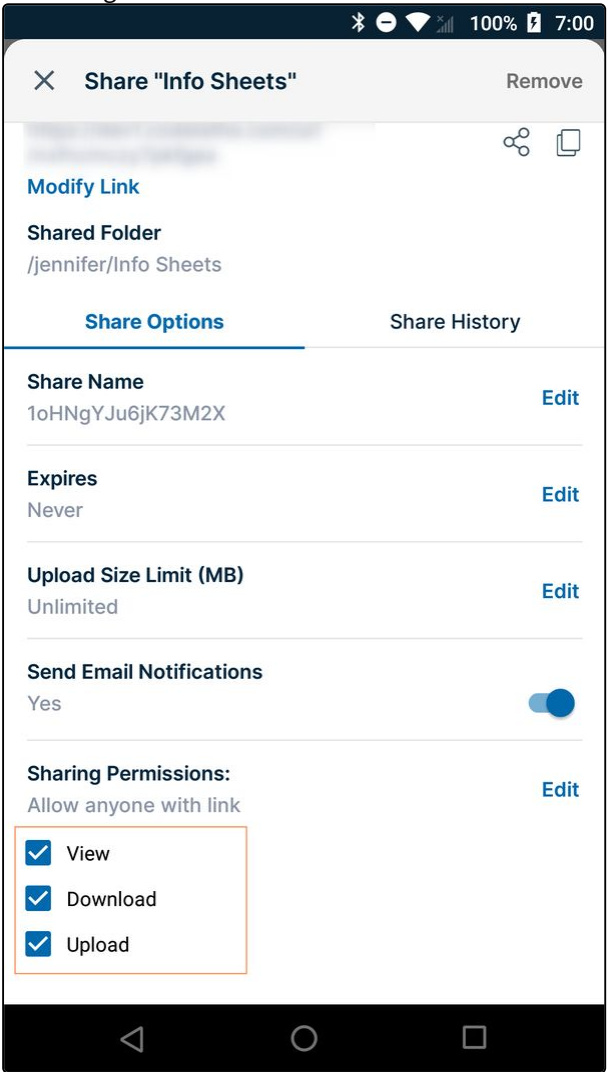 100% 7:00
Share "Info Sheets" Remove
Modify Link
Shared Folder
/jennifer/Info Sheets
Share Options Share History
Share Name
1oHNgYJu6jK73M2X
Edit
Expires
Never
Edit
Upload Size Limit (MB)
Unlimited
Edit
Send Email Notifications
Yes
Sharing Permissions:
Allow anyone with link
Edit
View
Download
Upload